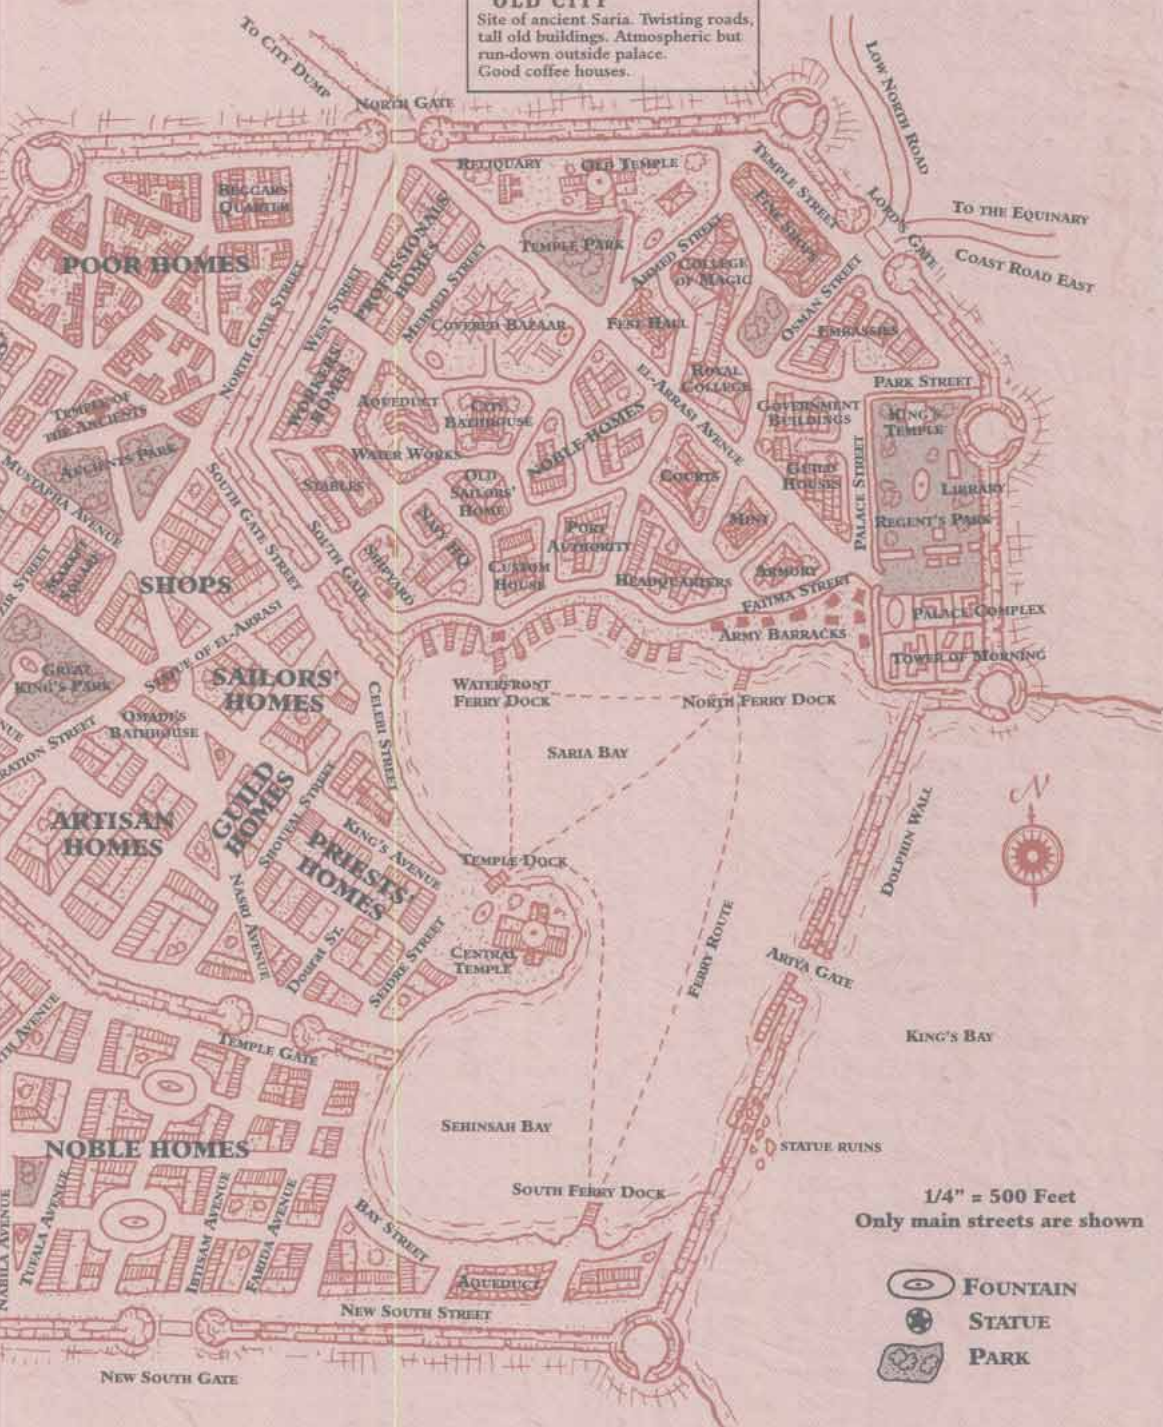 OLD CITY
Site of ancient Saria. Twisting roads,
tall old buildings. Atmospheric but
run-down outside palace.
Good coffee houses.
TO CITY DUMP
NORTH GATE
LOW NORTH ROAD
RELIQUARY
OLD TEMPLE
TEMPLE STREET
BEGGARS'
QUARTER
FINE SHOPS
LORD'S GATE
TO THE EQUINARY
COAST ROAD EAST
POOR HOMES
PROFESSIONALS'
HOMES
TEMPLE PARK
AHMED STREET
COLLEGE
OF MAGIC
OSMAN STREET
MEHMED STREET
WEST STREET
NORTH GATE STREET
COVERED BAZAAR
FEST HALL
EMBASSIES
WORKERS'
HOMES
EL-ARRASI AVENUE
ROYAL
COLLEGE
PARK STREET
TEMPLE OF
THE ANCIENTS
AQUEDUCT
CITY
BATHHOUSE
GOVERNMENT
BUILDINGS
KING'S
TEMPLE
NOBLE HOMES
ANCIENTS PARK
WATER WORKS
MUSTAPHA AVENUE
STABLES
OLD
SAILORS'
HOME
COURTS
GUILD
HOUSES
PALACE STREET
LIBRARY
SOUTH GATE STREET
SOUTH GATE
NAVY HQ
PORT
AUTHORITY
MINT
REGENT'S PARK
MARKET
SQUARE
SHIPYARD
CUSTOM
HOUSE
HEADQUARTERS
ARMORY
SHOPS
FATIMA STREET
PALACE COMPLEX
ARMY BARRACKS
STATUE OF EL-ARRASI
TOWER OF MORNING
GREAT
KING'S PARK
SAILORS'
HOMES
WATERFRONT
FERRY DOCK
NORTH FERRY DOCK
CELEBI STREET
OMADI'S
BATHHOUSE
SARIA BAY
GUILD
HOMES
ARTISAN
HOMES
KING'S AVENUE
DOLPHIN WALL
N
PRIESTS'
HOMES
TEMPLE DOCK
NASRI AVENUE
FERRY ROUTE
DOURAT ST.
SEIDRE STREET
CENTRAL
TEMPLE
ARIYA GATE
TEMPLE GATE
KING'S BAY
SEHINSAH BAY
NOBLE HOMES
STATUE RUINS
SOUTH FERRY DOCK
1/4" = 500 Feet
Only main streets are shown
NABILA AVENUE
TUFALA AVENUE
IBTISAM AVENUE
FARIDA AVENUE
BAY STREET
AQUEDUCT
NEW SOUTH STREET
FOUNTAIN
STATUE
PARK
NEW SOUTH GATE